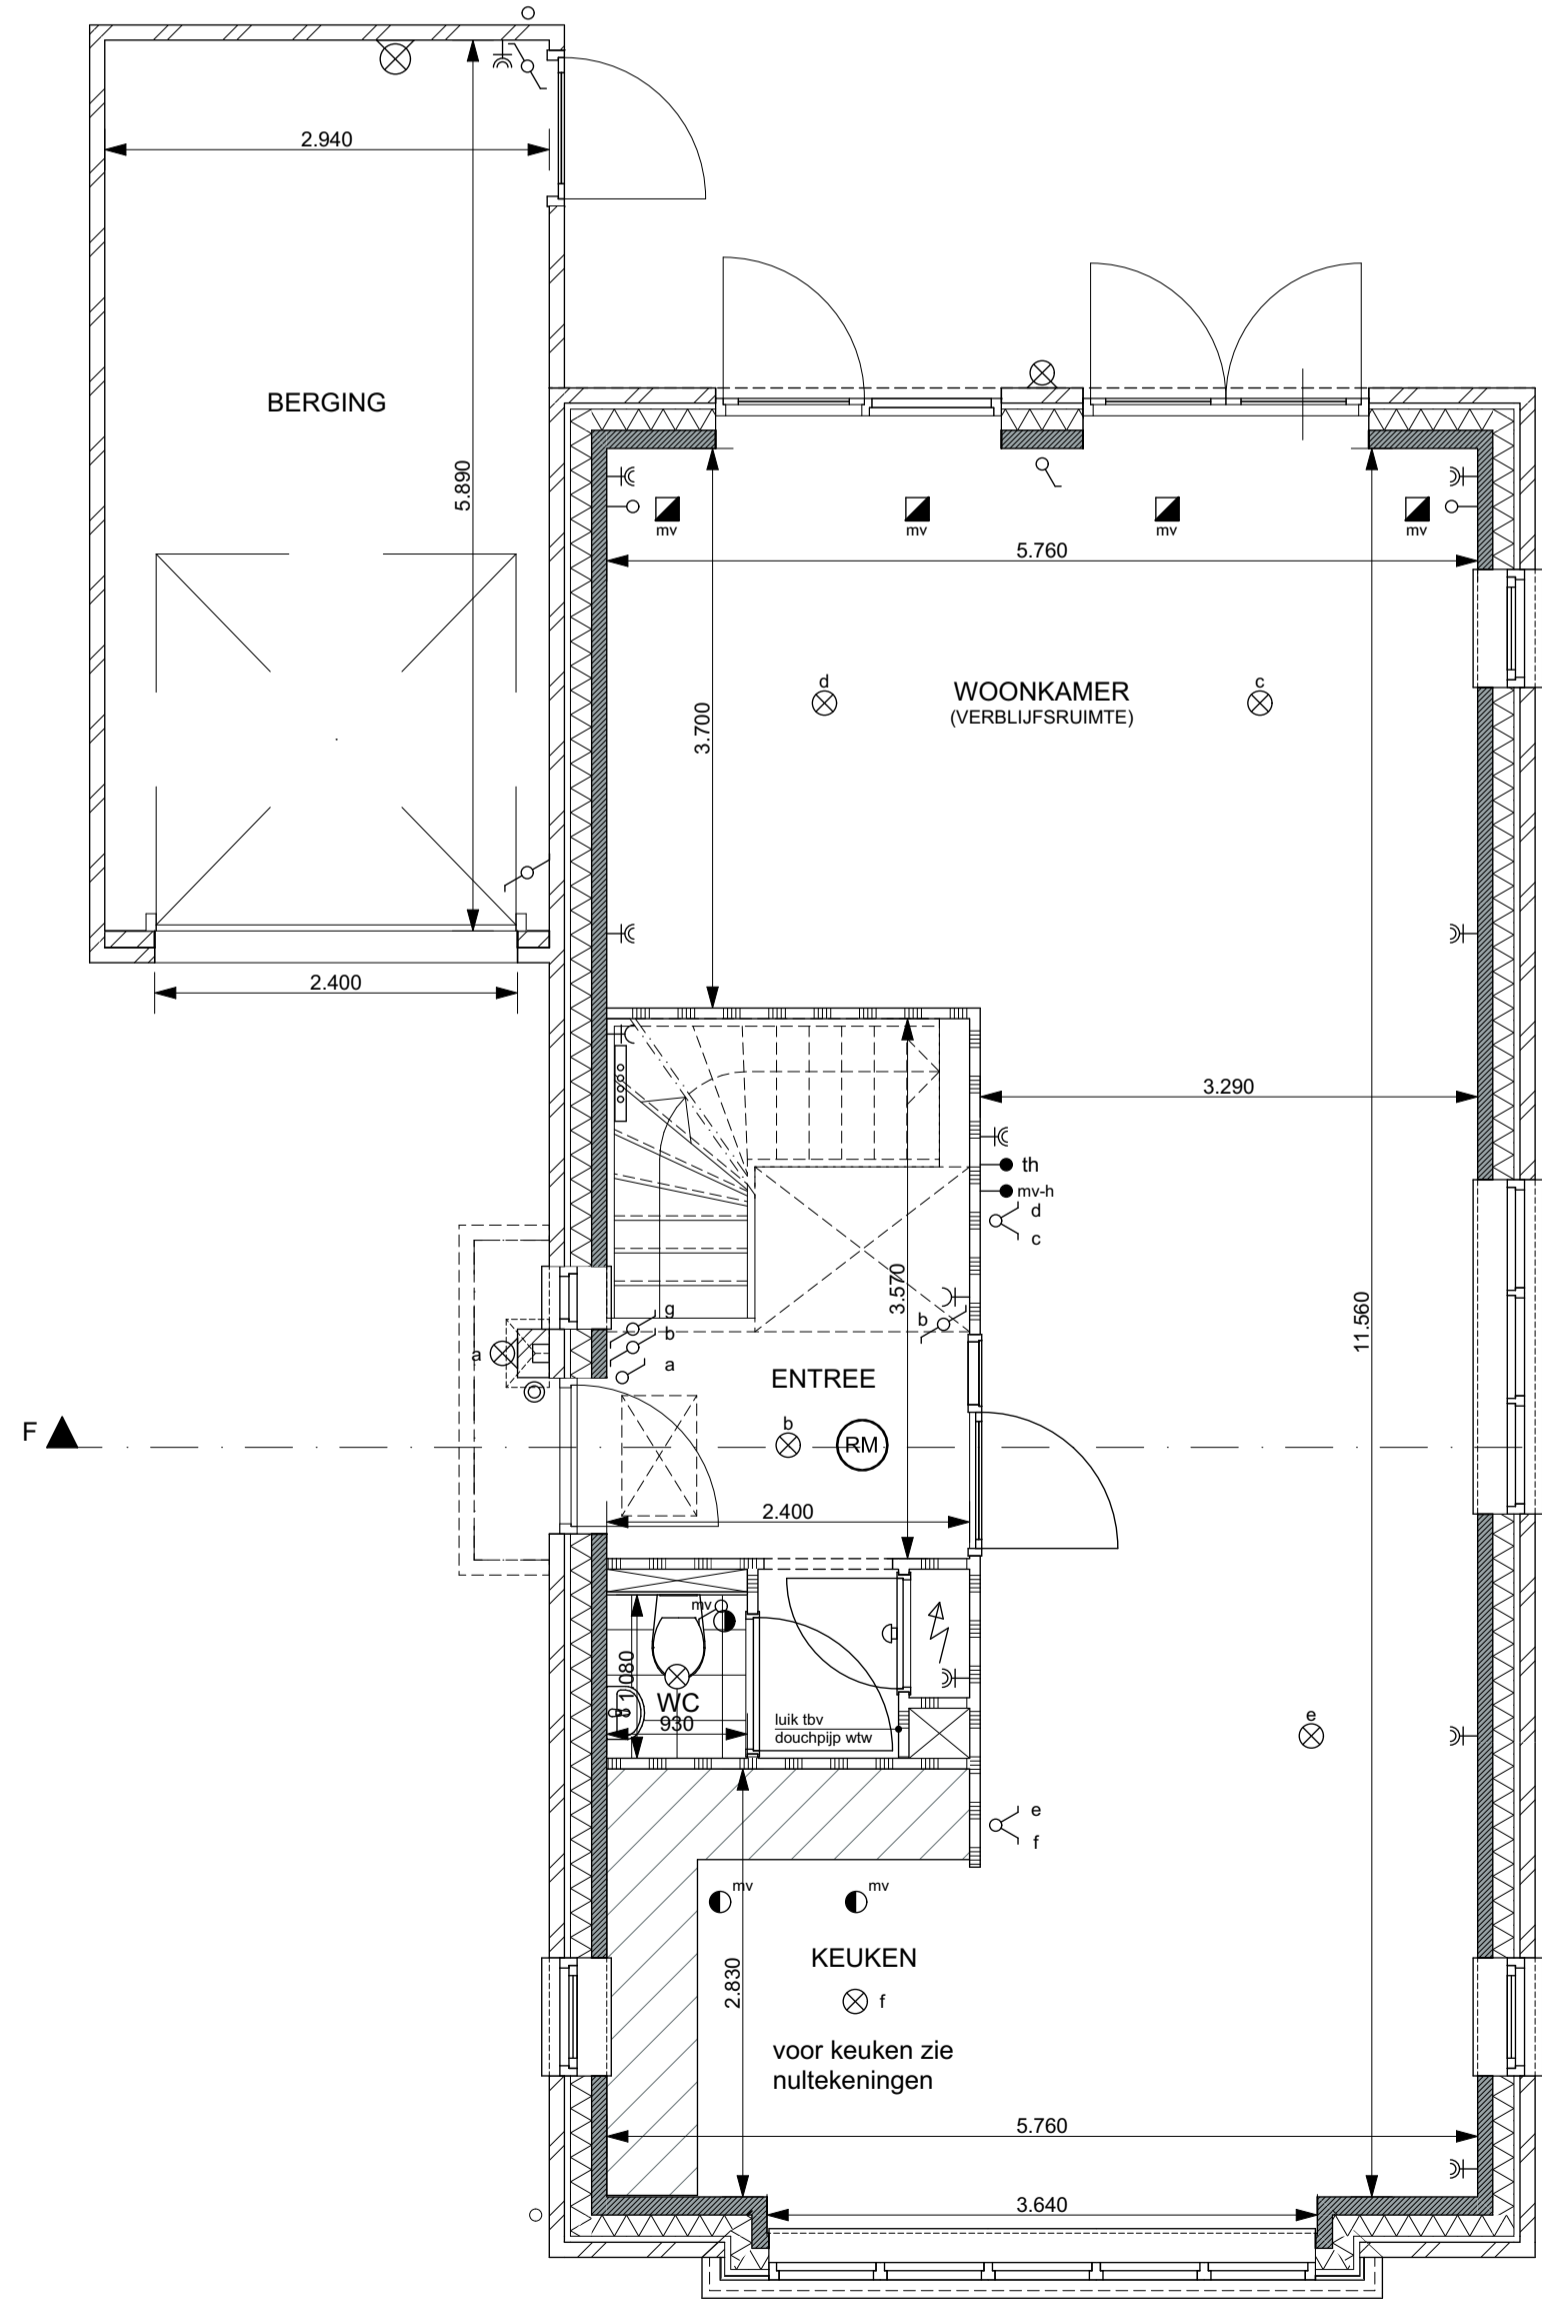 2.940
BERGING
5.890
2.400
mv
mv
mv
mv
5.760
d
WOONKAMER
c
(VERBLIJFSRUIMTE)
3.700
3.290
th
mv-h
d
c
3.570
11.560
g
b
a
b
a
ENTREE
F
b
RM
2.400
mv
1.080
WC
930
luik tbv
douchpijp wtw
e
e
f
mv
mv
KEUKEN
2.830
f
voor keuken zie
nultekeningen
5.760
3.640